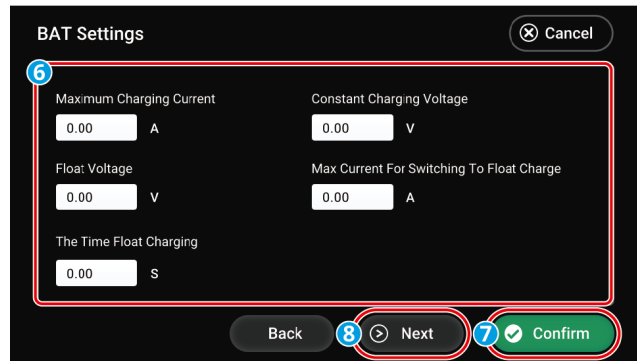 BAT Settings
Cancel
6
Maximum Charging Current
Constant Charging Voltage
0.00 A
0.00 V
Float Voltage
Max Current For Switching To Float Charge
0.00 V
0.00 A
The Time Float Charging
0.00 S
Back
8 Next
7 Confirm